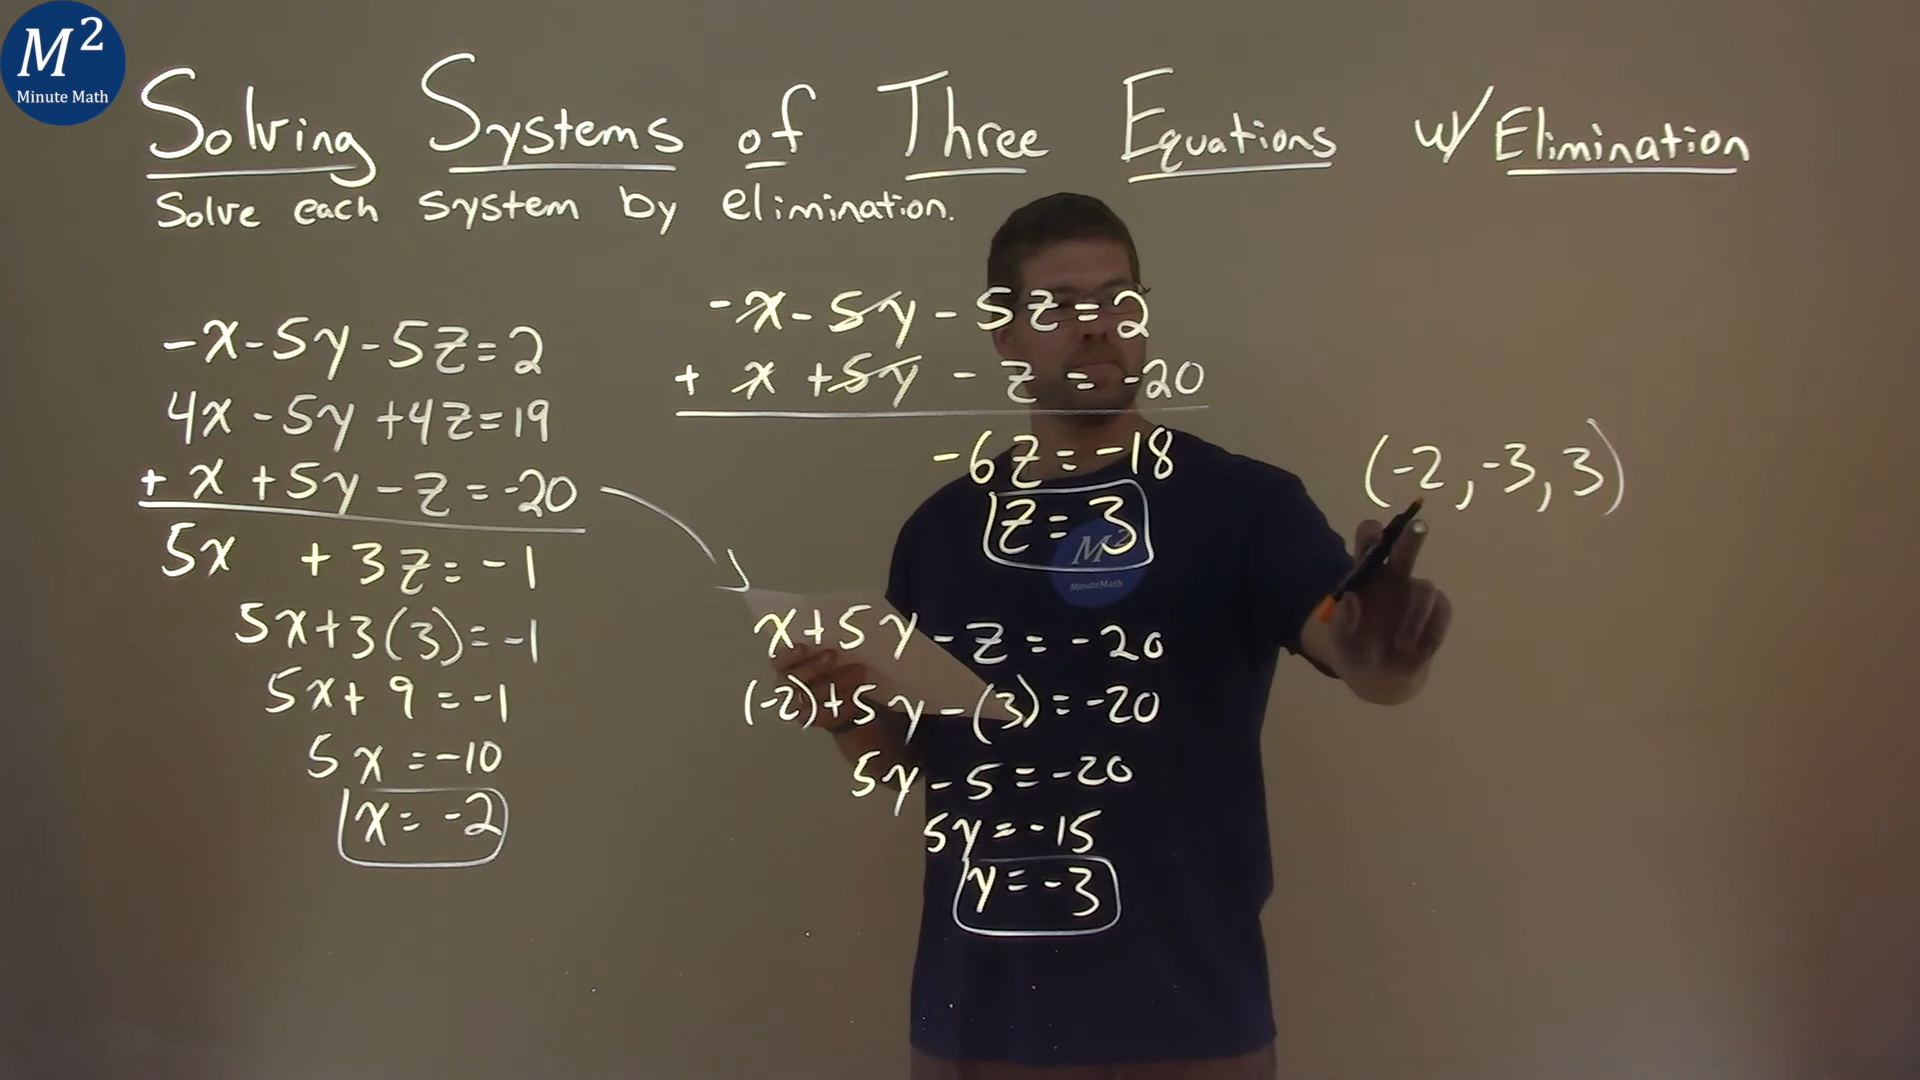 M²
Minute Math
Solving Systems of Three Equations w/ Elimination
Solve each system by elimination.
-x-5y-5z=2
4x-5y+4z=19
+ x +5y-z=-20
5x +3z=-1
5x+3(3)=-1
5x+9=-1
5x=-10
x=-2
-x-5y-5z=2
+ x +5y-z=-20
-6z=-18
z=3
M²
MinuteMath
x+5y-z=-20
(-2)+5y-(3)=-20
5y-5=-20
5y=-15
y=-3
(-2,-3,3)